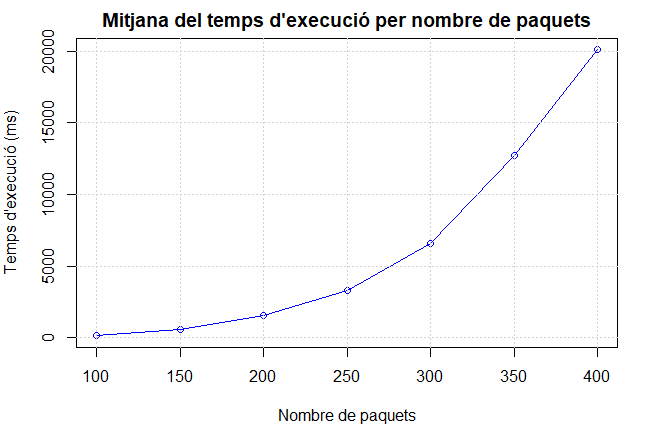 Mitjana del temps d'execució per nombre de paquets
Temps d'execució (ms)
20000
15000
10000
5000
0
100 150 200 250 300 350 400
Nombre de paquets